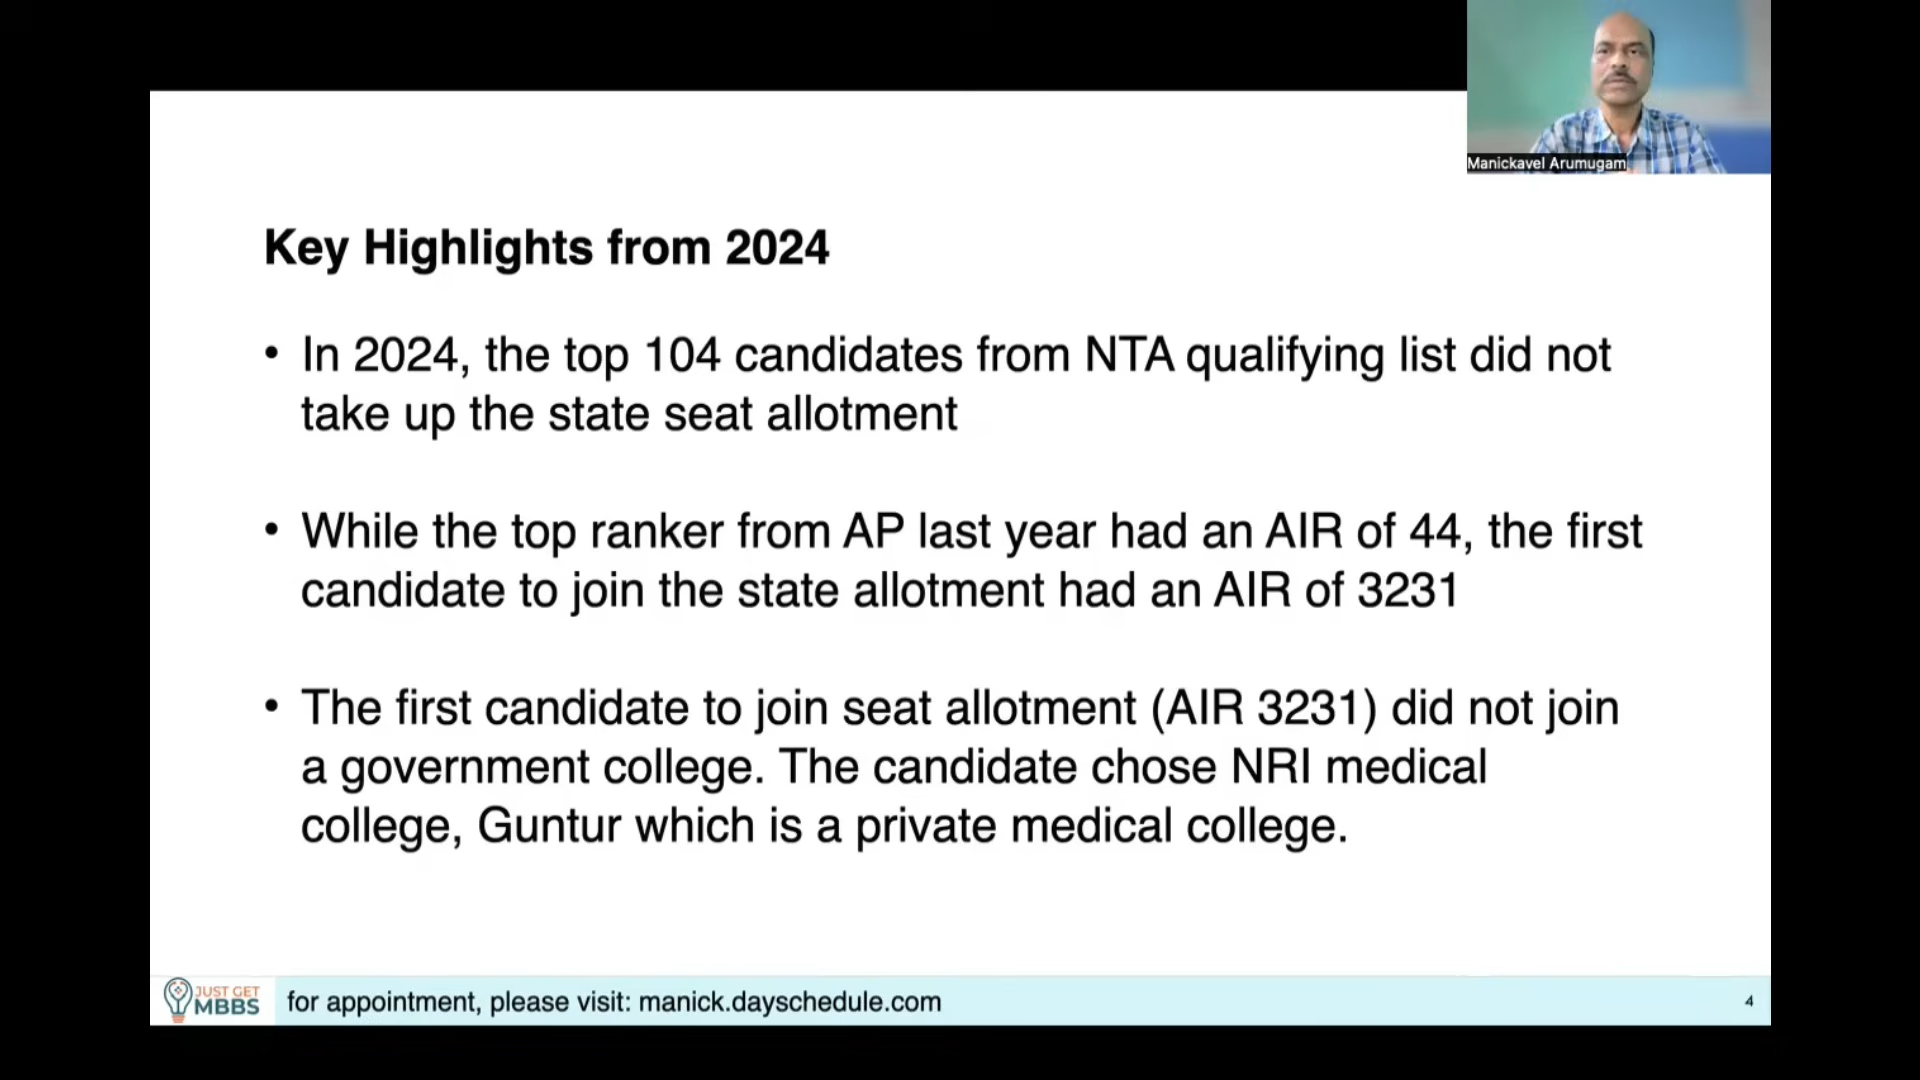 Manickavel Arumugam
Key Highlights from 2024
• In 2024, the top 104 candidates from NTA qualifying list did not
take up the state seat allotment
• While the top ranker from AP last year had an AIR of 44, the first
candidate to join the state allotment had an AIR of 3231
• The first candidate to join seat allotment (AIR 3231) did not join
a government college. The candidate chose NRI medical
college, Guntur which is a private medical college.
JUST GET
MBBS
for appointment, please visit: manick.dayschedule.com
4